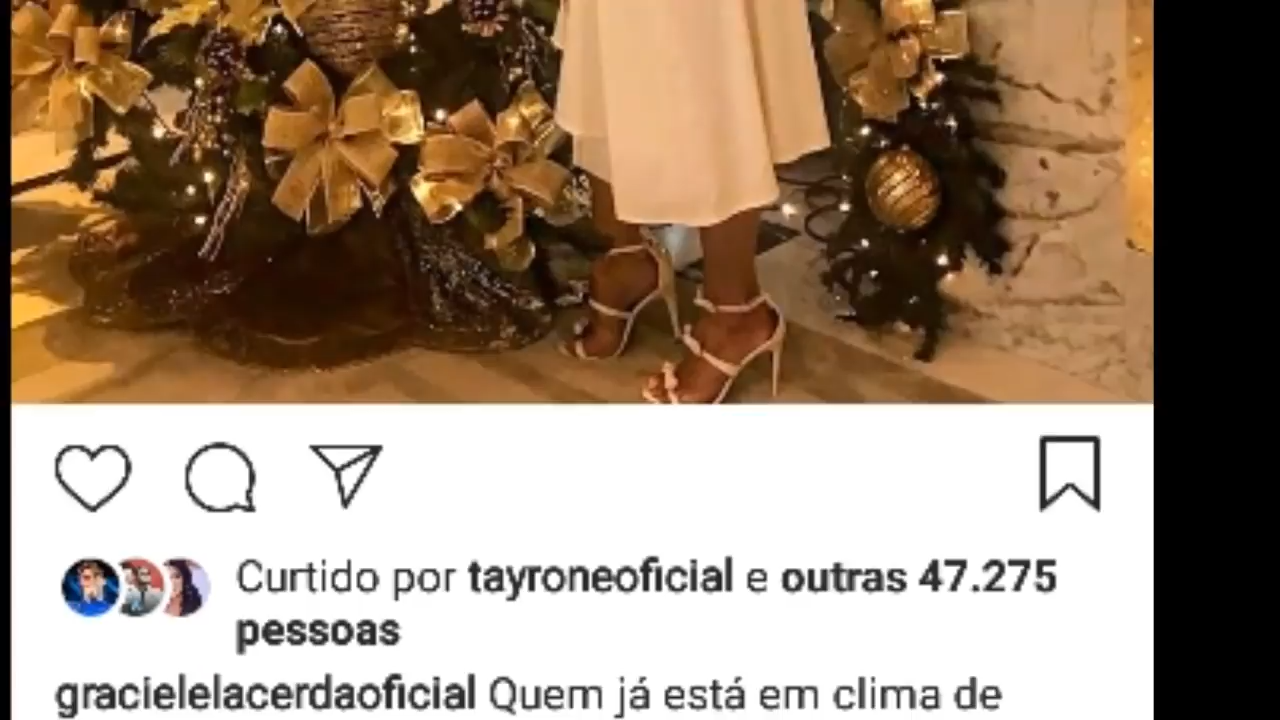 Curtido por tayroneoficial e outras 47.275
pessoas
gracielelacerdaoficial Quem já está em clima de